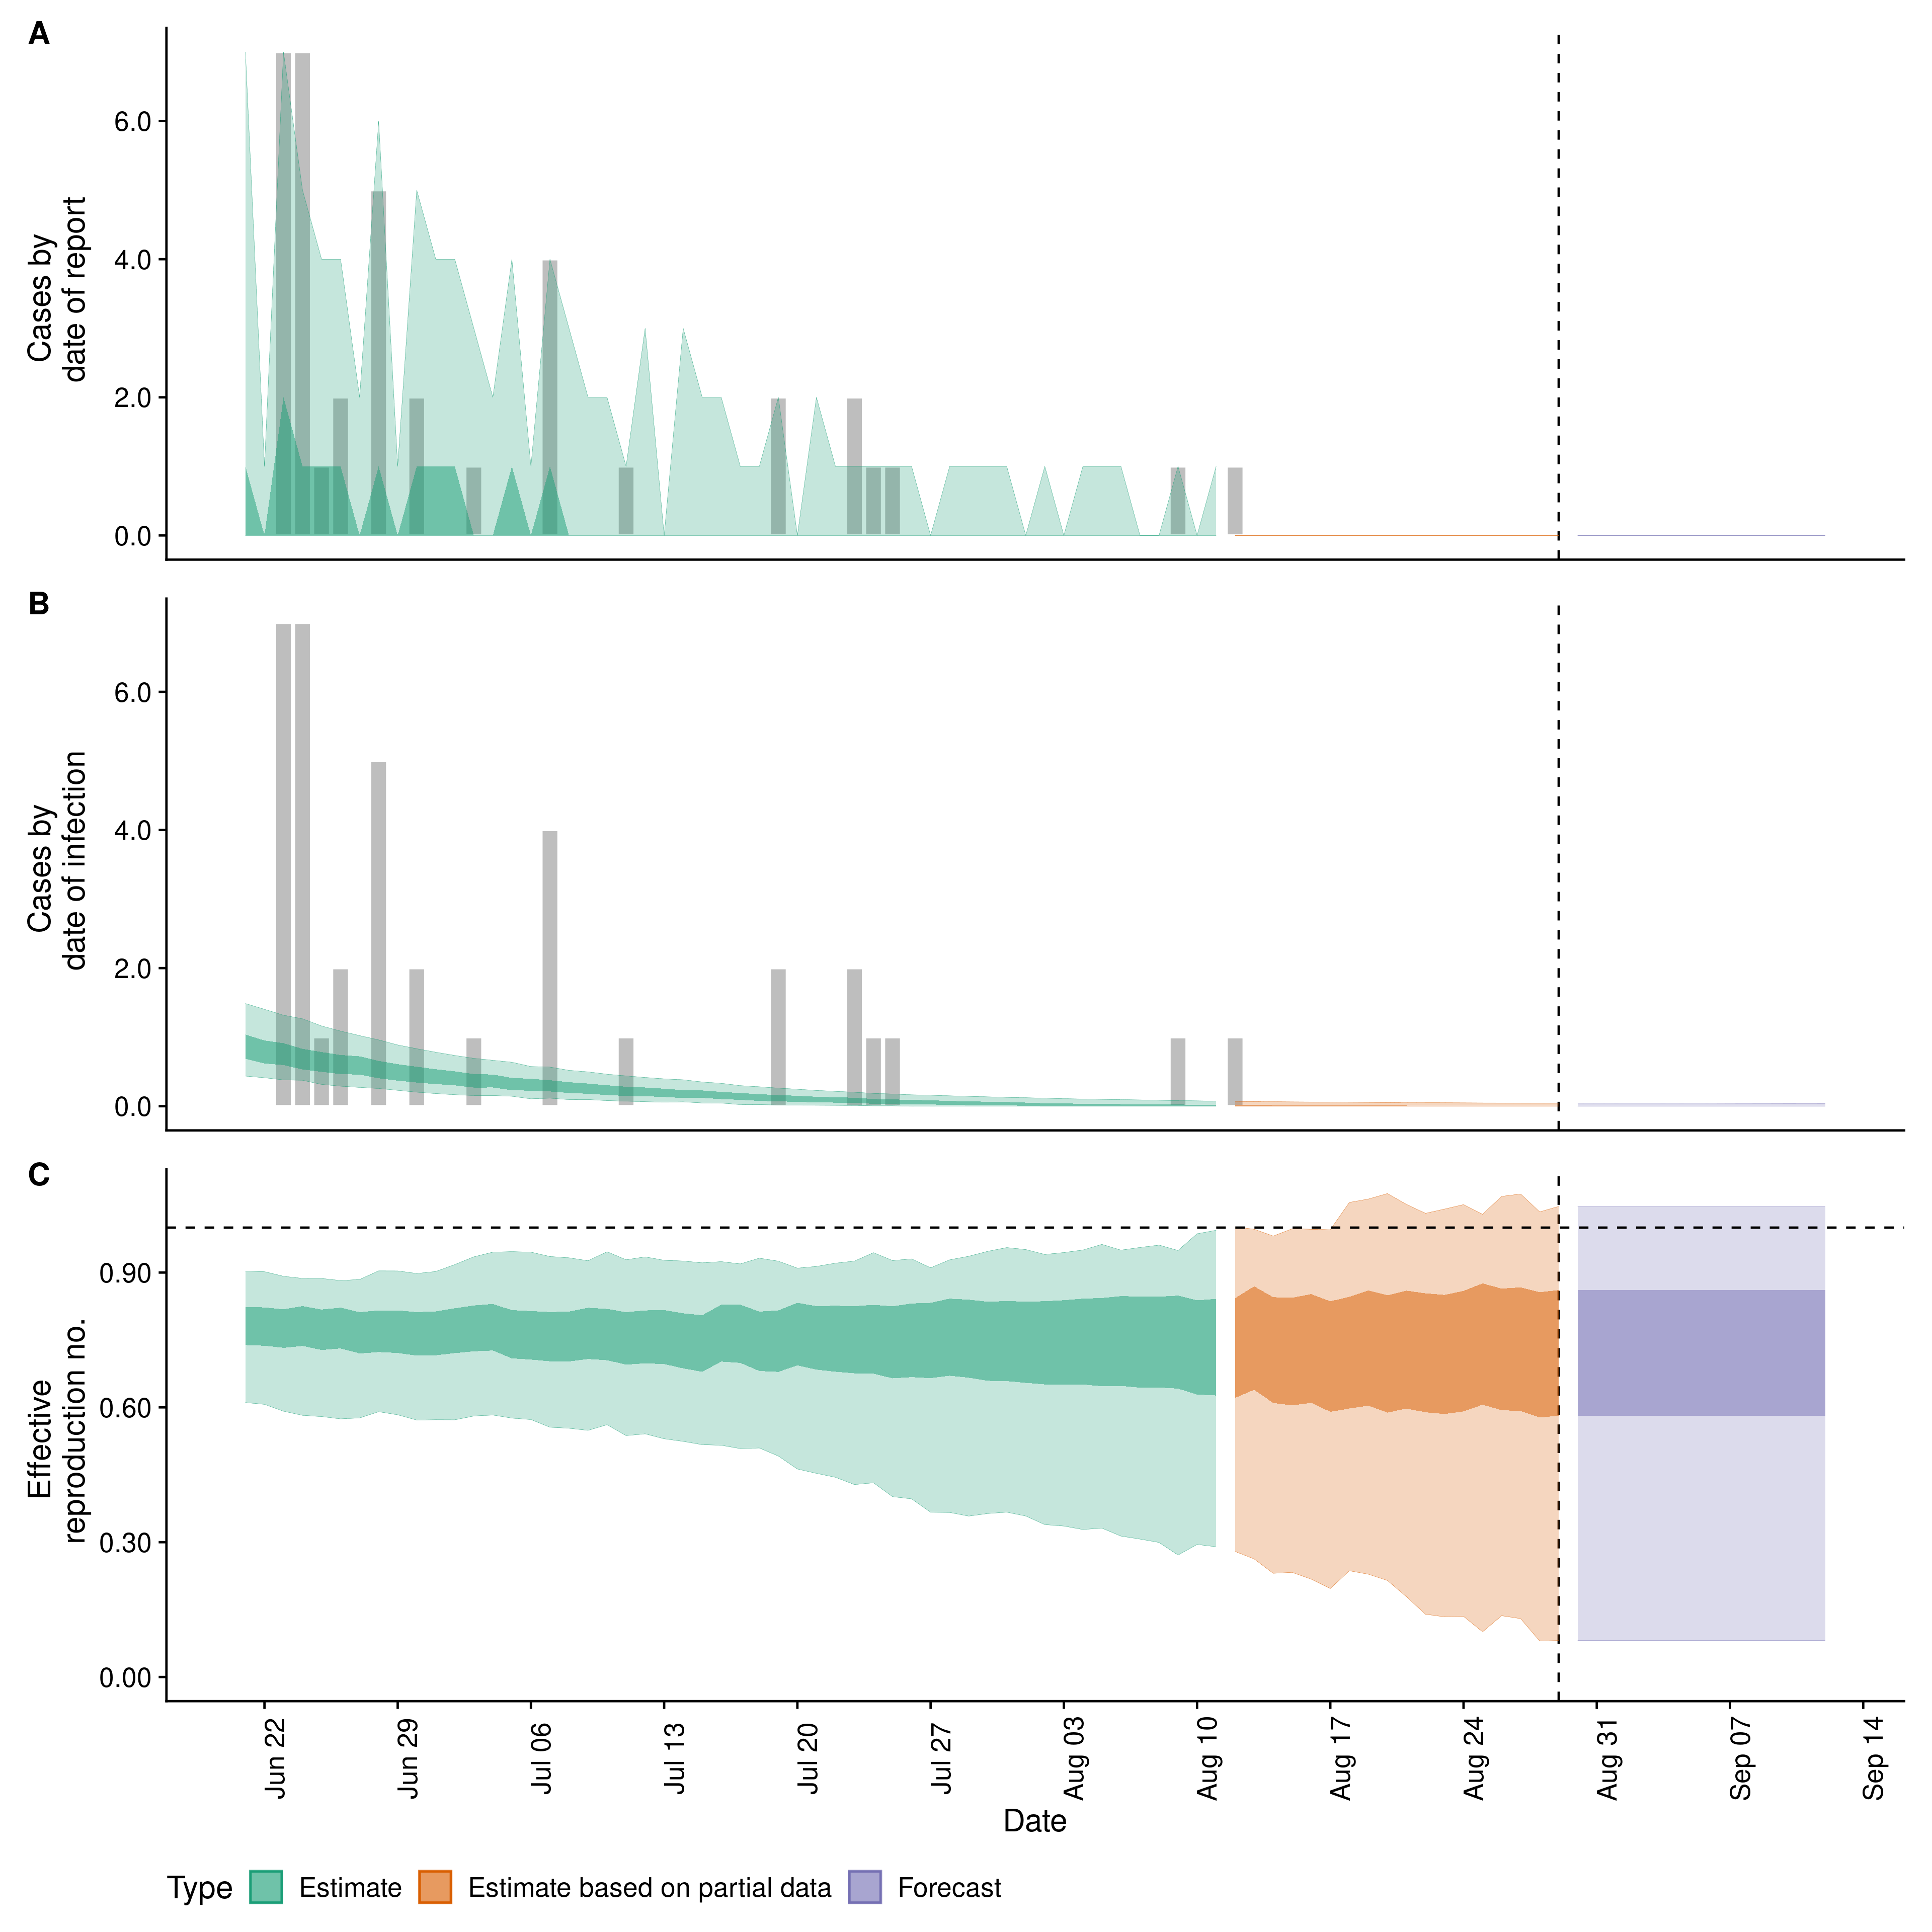 A
Cases by
date of report
6.0
4.0
2.0
0.0
B
Cases by
date of infection
6.0
4.0
2.0
0.0
C
Effective
reproduction no.
0.90
0.60
0.30
0.00
Jun 22
Jun 29
Jul 06
Jul 13
Jul 20
Jul 27
Aug 03
Aug 10
Aug 17
Aug 24
Aug 31
Sep 07
Sep 14
Date
Type Estimate Estimate based on partial data Forecast